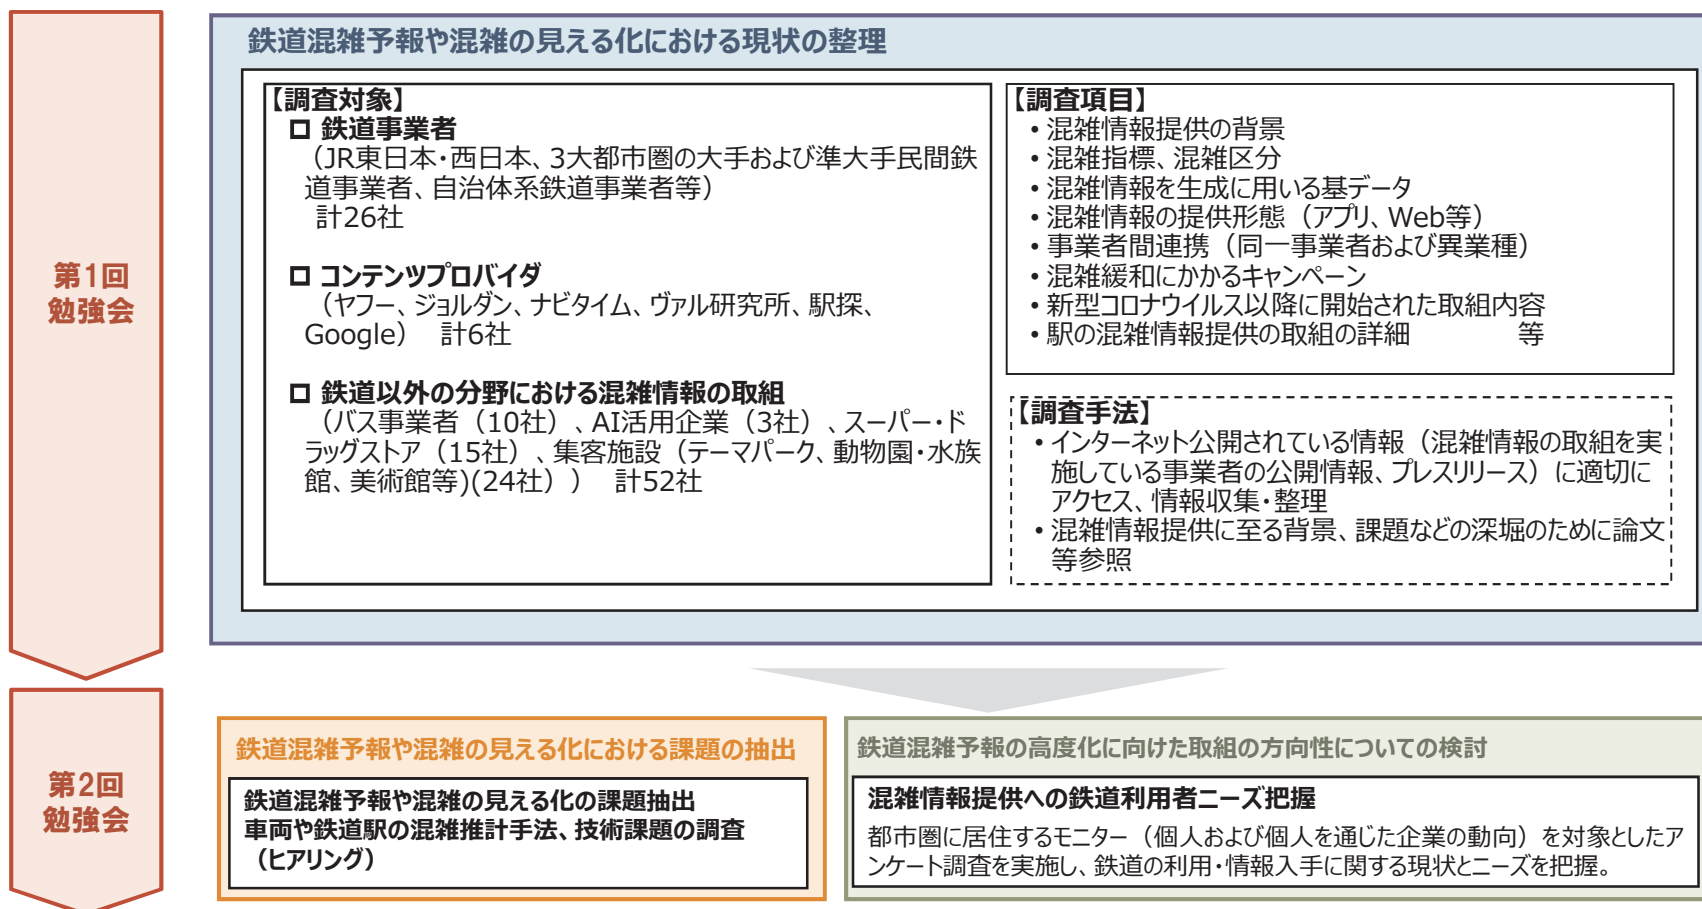 第1回
勉強会
鉄道混雑予報や混雑の見える化における現状の整理
【調査対象】
鉄道事業者
（JR東日本・西日本、3大都市圏の大手および準大手民間鉄
道事業者、自治体系鉄道事業者等）
計26社
コンテンツプロバイダ
（ヤフー、ジョルダン、ナビタイム、ヴァル研究所、駅探、
Google） 計6社
鉄道以外の分野における混雑情報の取組
（バス事業者（10社）、AI活用企業（3社）、スーパー・ド
ラッグストア（15社）、集客施設（テーマパーク、動物園・水族
館、美術館等)(24社）） 計52社
【調査項目】
• 混雑情報提供の背景
• 混雑指標、混雑区分
• 混雑情報を生成に用いる基データ
• 混雑情報の提供形態（アプリ、Web等）
• 事業者間連携（同一事業者および異業種）
• 混雑緩和にかかるキャンペーン
• 新型コロナウイルス以降に開始された取組内容
• 駅の混雑情報提供の取組の詳細 等
【調査手法】
• インターネット公開されている情報（混雑情報の取組を実
施している事業者の公開情報、プレスリリース）に適切に
アクセス、情報収集・整理
• 混雑情報提供に至る背景、課題などの深堀のために論文
等参照
第2回
勉強会
鉄道混雑予報や混雑の見える化における課題の抽出
鉄道混雑予報や混雑の見える化の課題抽出
車両や鉄道駅の混雑推計手法、技術課題の調査
（ヒアリング）
鉄道混雑予報の高度化に向けた取組の方向性についての検討
混雑情報提供への鉄道利用者ニーズ把握
都市圏に居住するモニター（個人および個人を通じた企業の動向）を対象としたア
ンケート調査を実施し、鉄道の利用・情報入手に関する現状とニーズを把握。